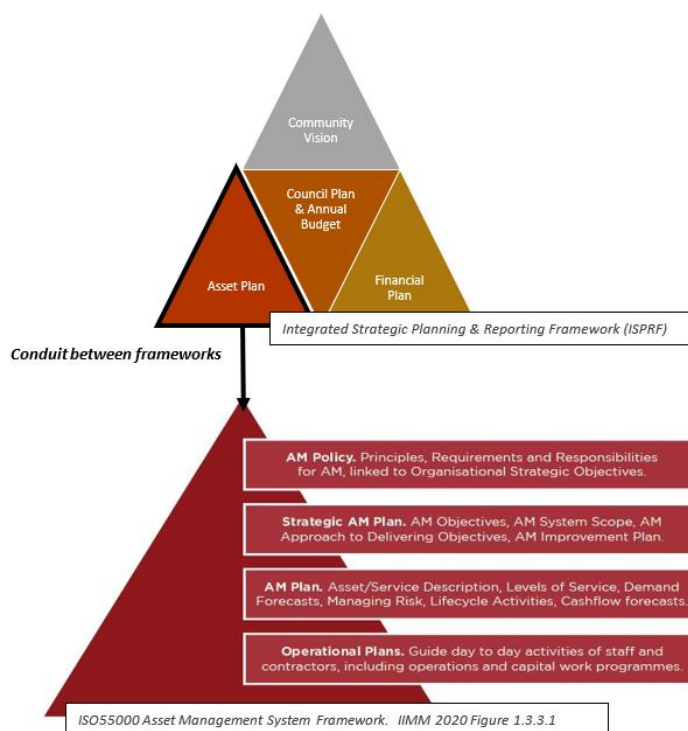 Community
Vision
Council Plan
& Annual
Budget
Asset Plan
Financial
Plan
Integrated Strategic Planning & Reporting Framework (ISPRF)
Conduit between frameworks
AM Policy. Principles, Requirements and Responsibilities
for AM, linked to Organisational Strategic Objectives.
Strategic AM Plan. AM Objectives, AM System Scope, AM
Approach to Delivering Objectives, AM Improvement Plan.
AM Plan. Asset/Service Description, Levels of Service, Demand
Forecasts, Managing Risk, Lifecycle Activities, Cashflow forecasts.
Operational Plans. Guide day to day activities of staff and
contractors, including operations and capital work programmes.
ISO55000 Asset Management System Framework. IIMM 2020 Figure 1.3.3.1